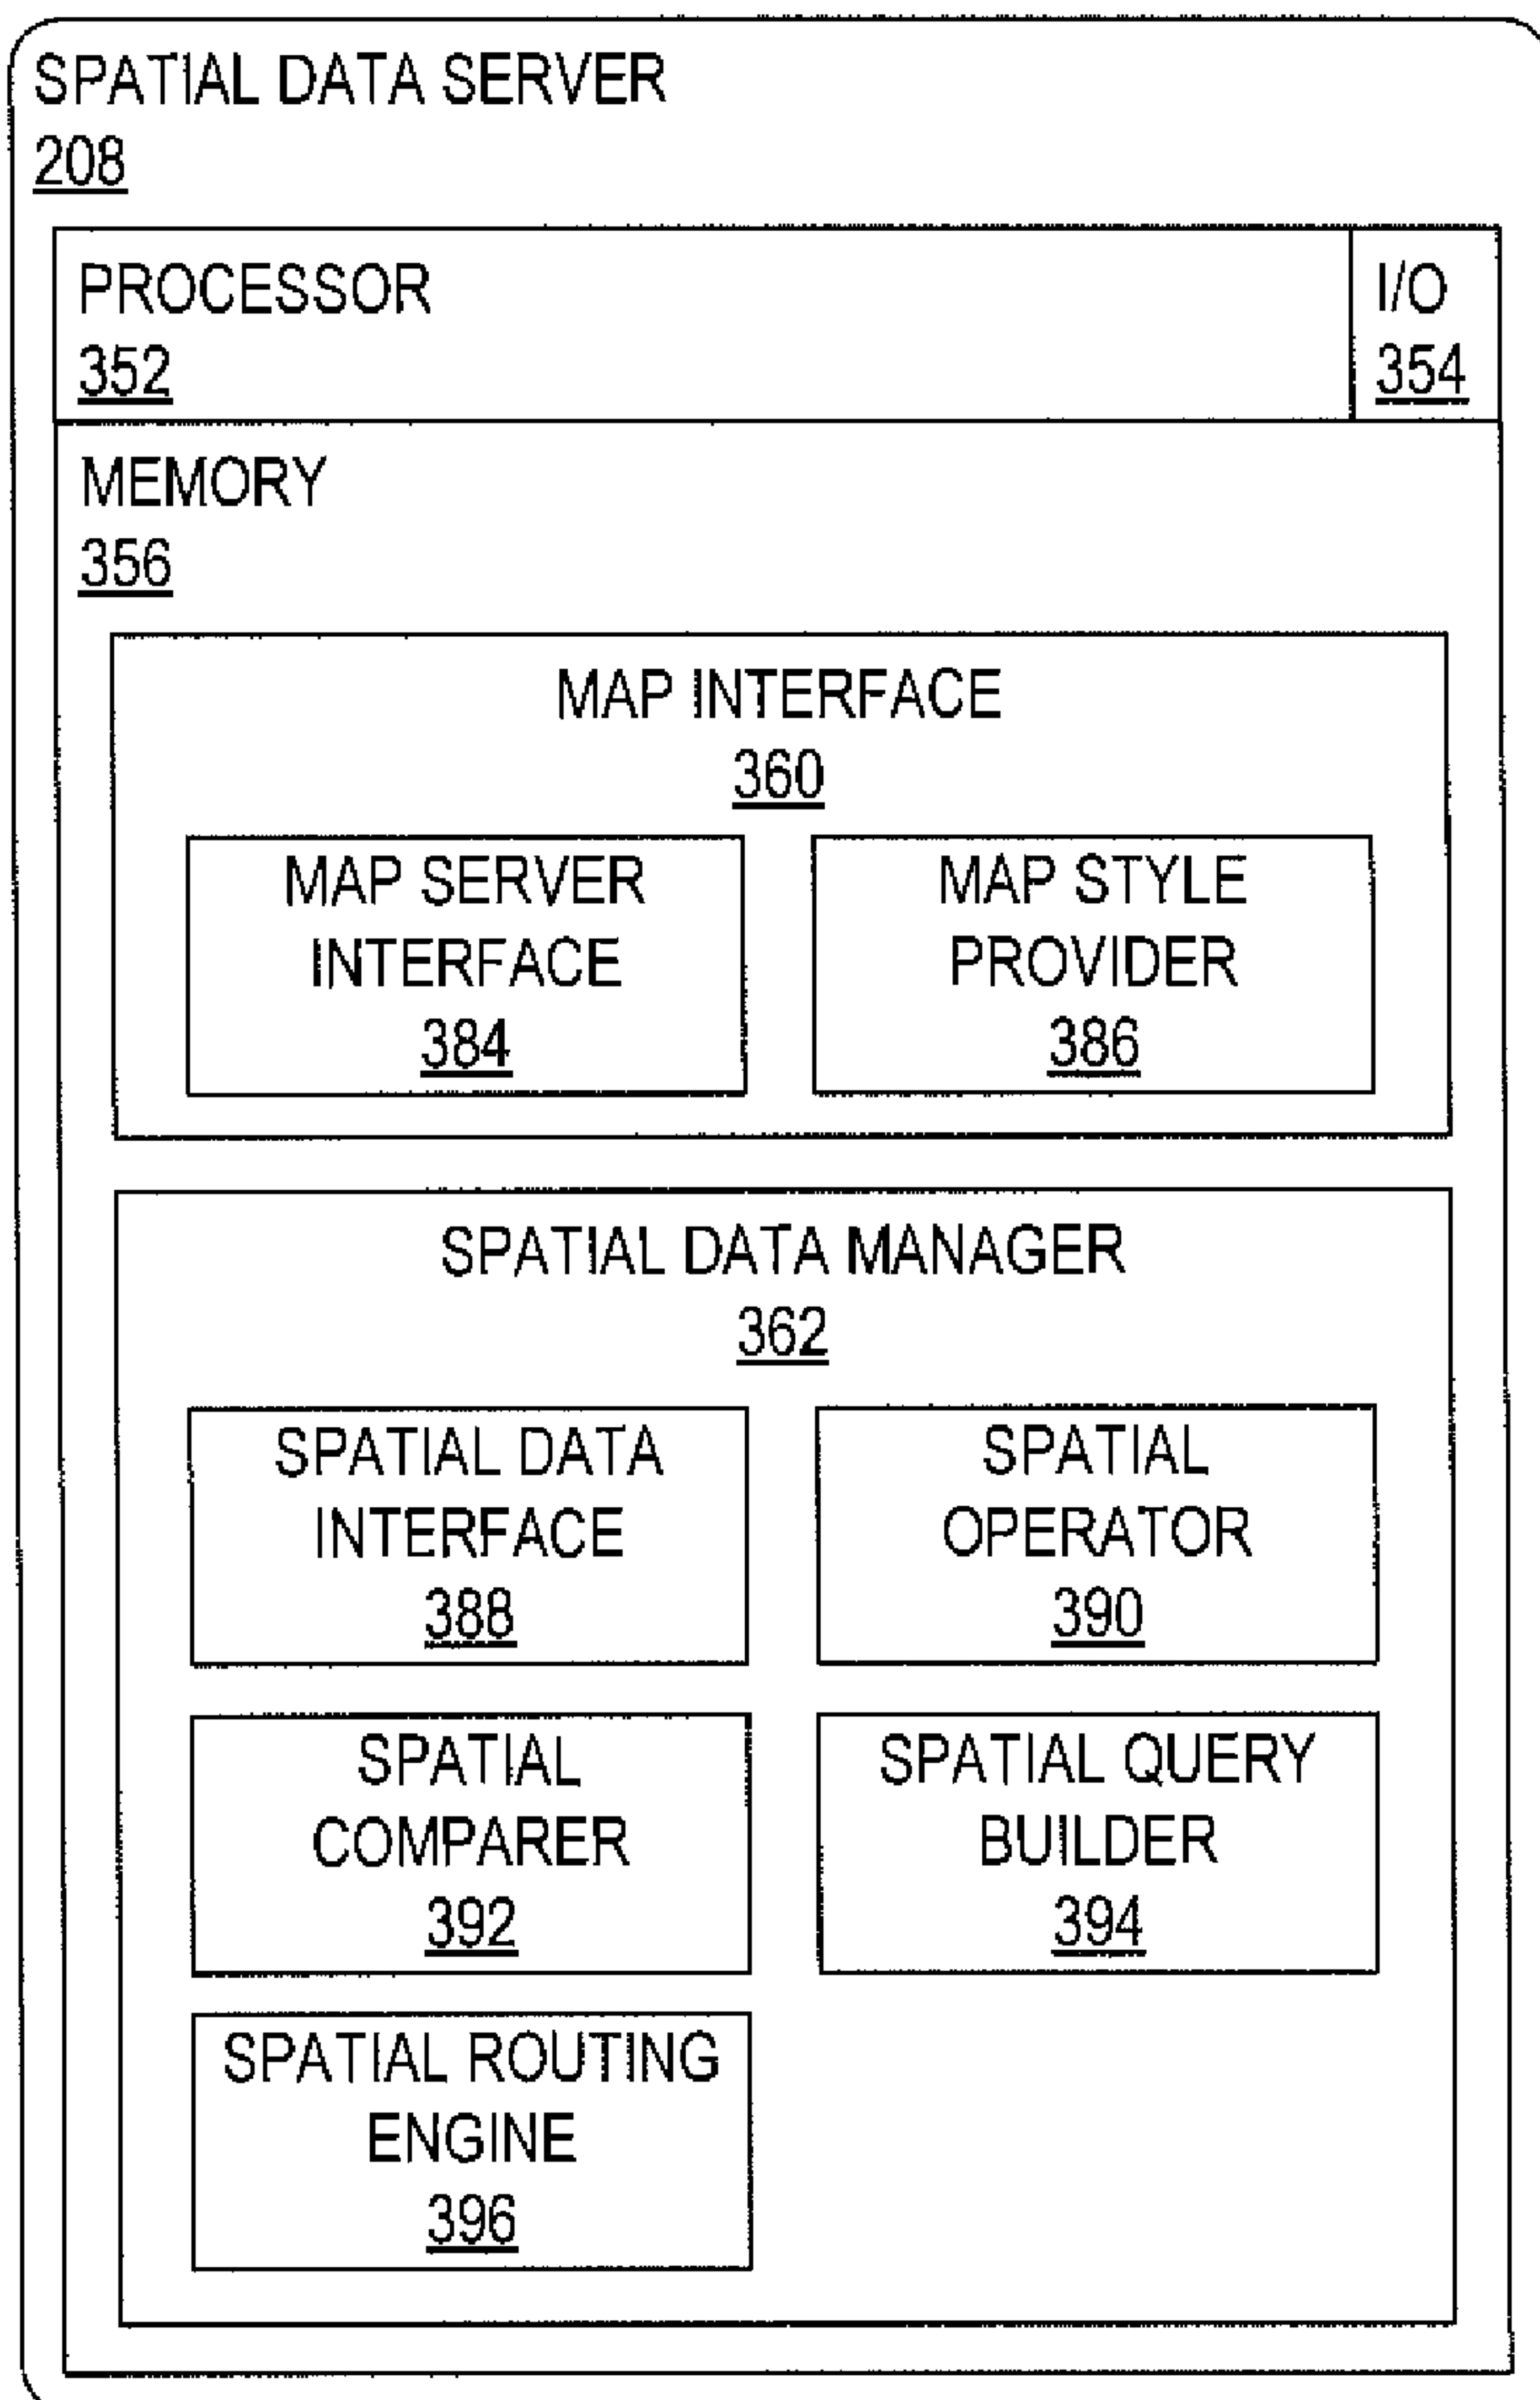 SPATIAL DATA SERVER
208
PROCESSOR
352
I/O
354
MEMORY
356
MAP INTERFACE
360
MAP SERVER
INTERFACE
384
MAP STYLE
PROVIDER
386
SPATIAL DATA MANAGER
362
SPATIAL DATA
INTERFACE
388
SPATIAL
OPERATOR
390
SPATIAL
COMPARER
392
SPATIAL QUERY
BUILDER
394
SPATIAL ROUTING
ENGINE
396